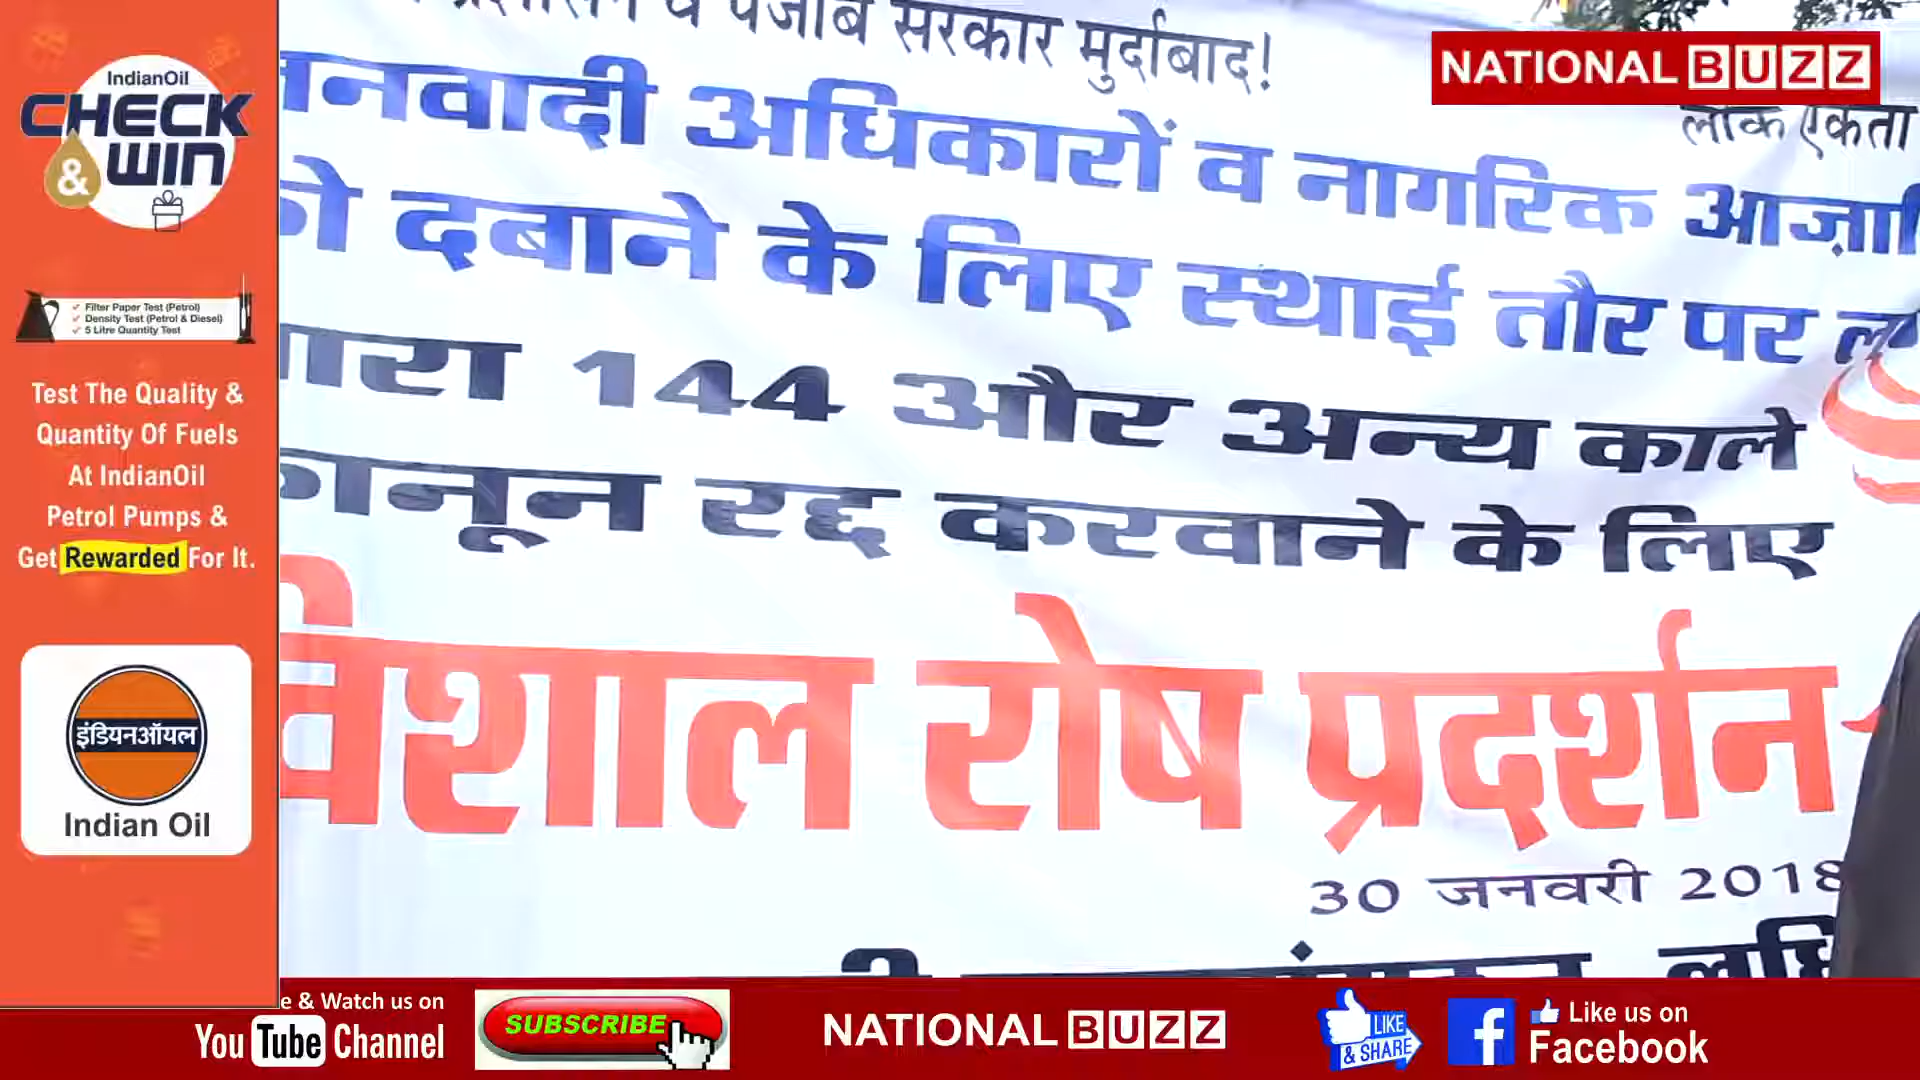 व पंजाब सरकार मुर्दाबाद!
लोक एकता
अधिकारों व नागरिक
दबाने के लिए स्थाई तौर पर
144 और अन्य काले
कानून रद्द करवाने के लिए
विशाल रोष प्रदर्शन
30 जनवरी 2018
NATIONAL BUZZ
IndianOil
CHECK
& WIN
Filter Paper Test (Petrol)
Density Test (Petrol & Diesel)
5 Litre Quantity Test
Test The Quality &
Quantity Of Fuels
At IndianOil
Petrol Pumps &
Get Rewarded For It.
इंडियनऑयल
Indian Oil
& Watch us on
YouTube Channel
SUBSCRIBE
NATIONAL BUZZ
LIKE
& SHARE
f
Like us on
Facebook